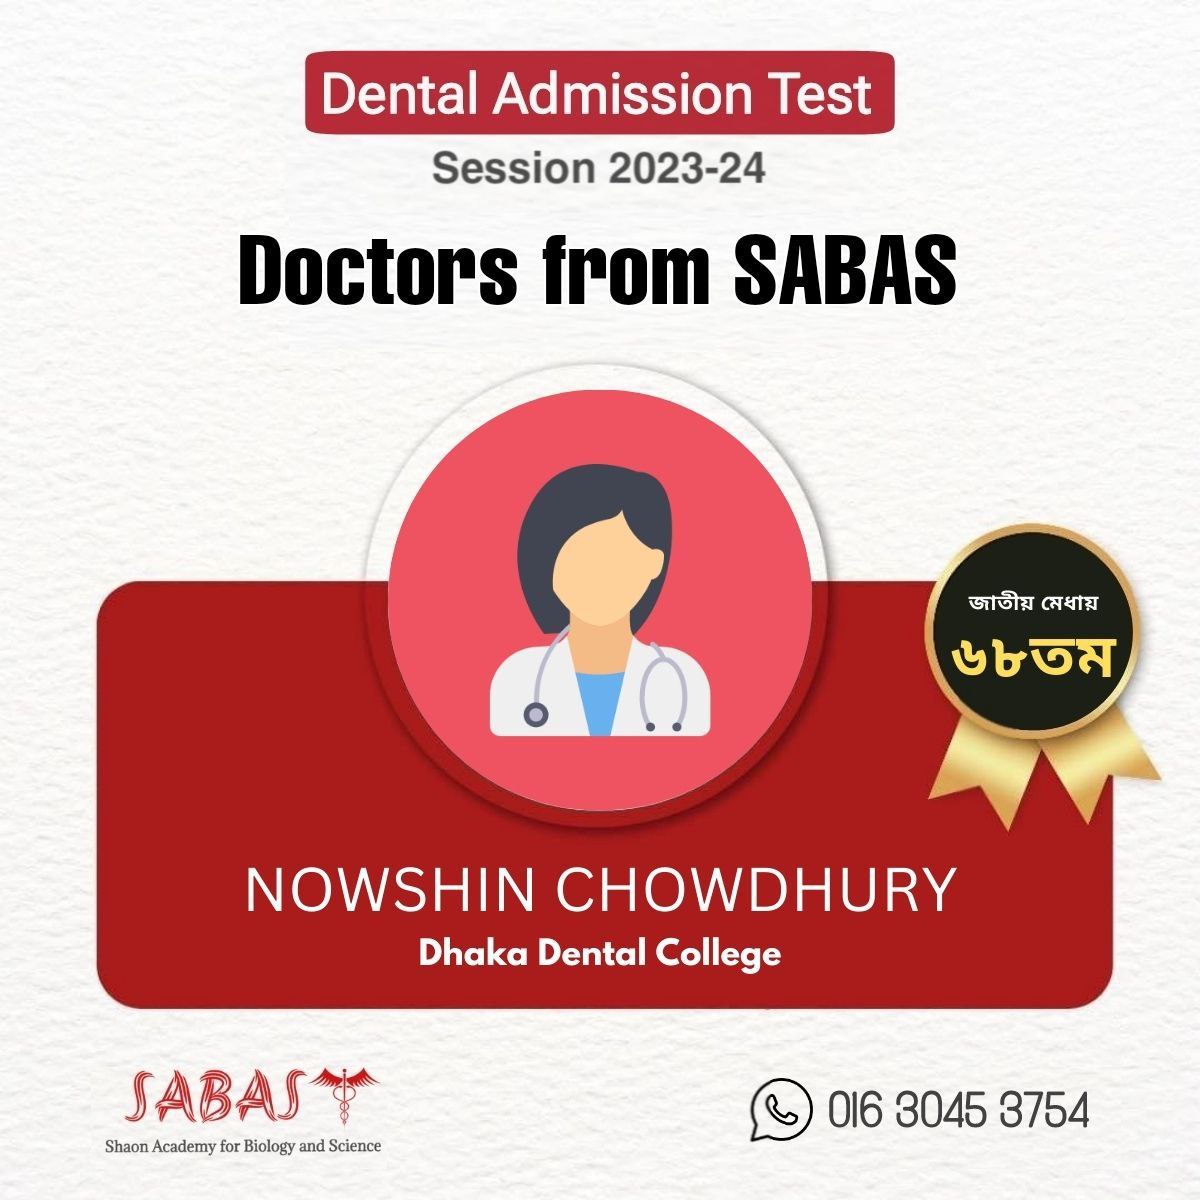 Dental Admission Test
Session 2023-24
Doctors from SABAS
জাতীয় মেধায়
৬৮তম
NOWSHIN CHOWDHURY
Dhaka Dental College
SABAS
Shaon Academy for Biology and Science
016 3045 3754